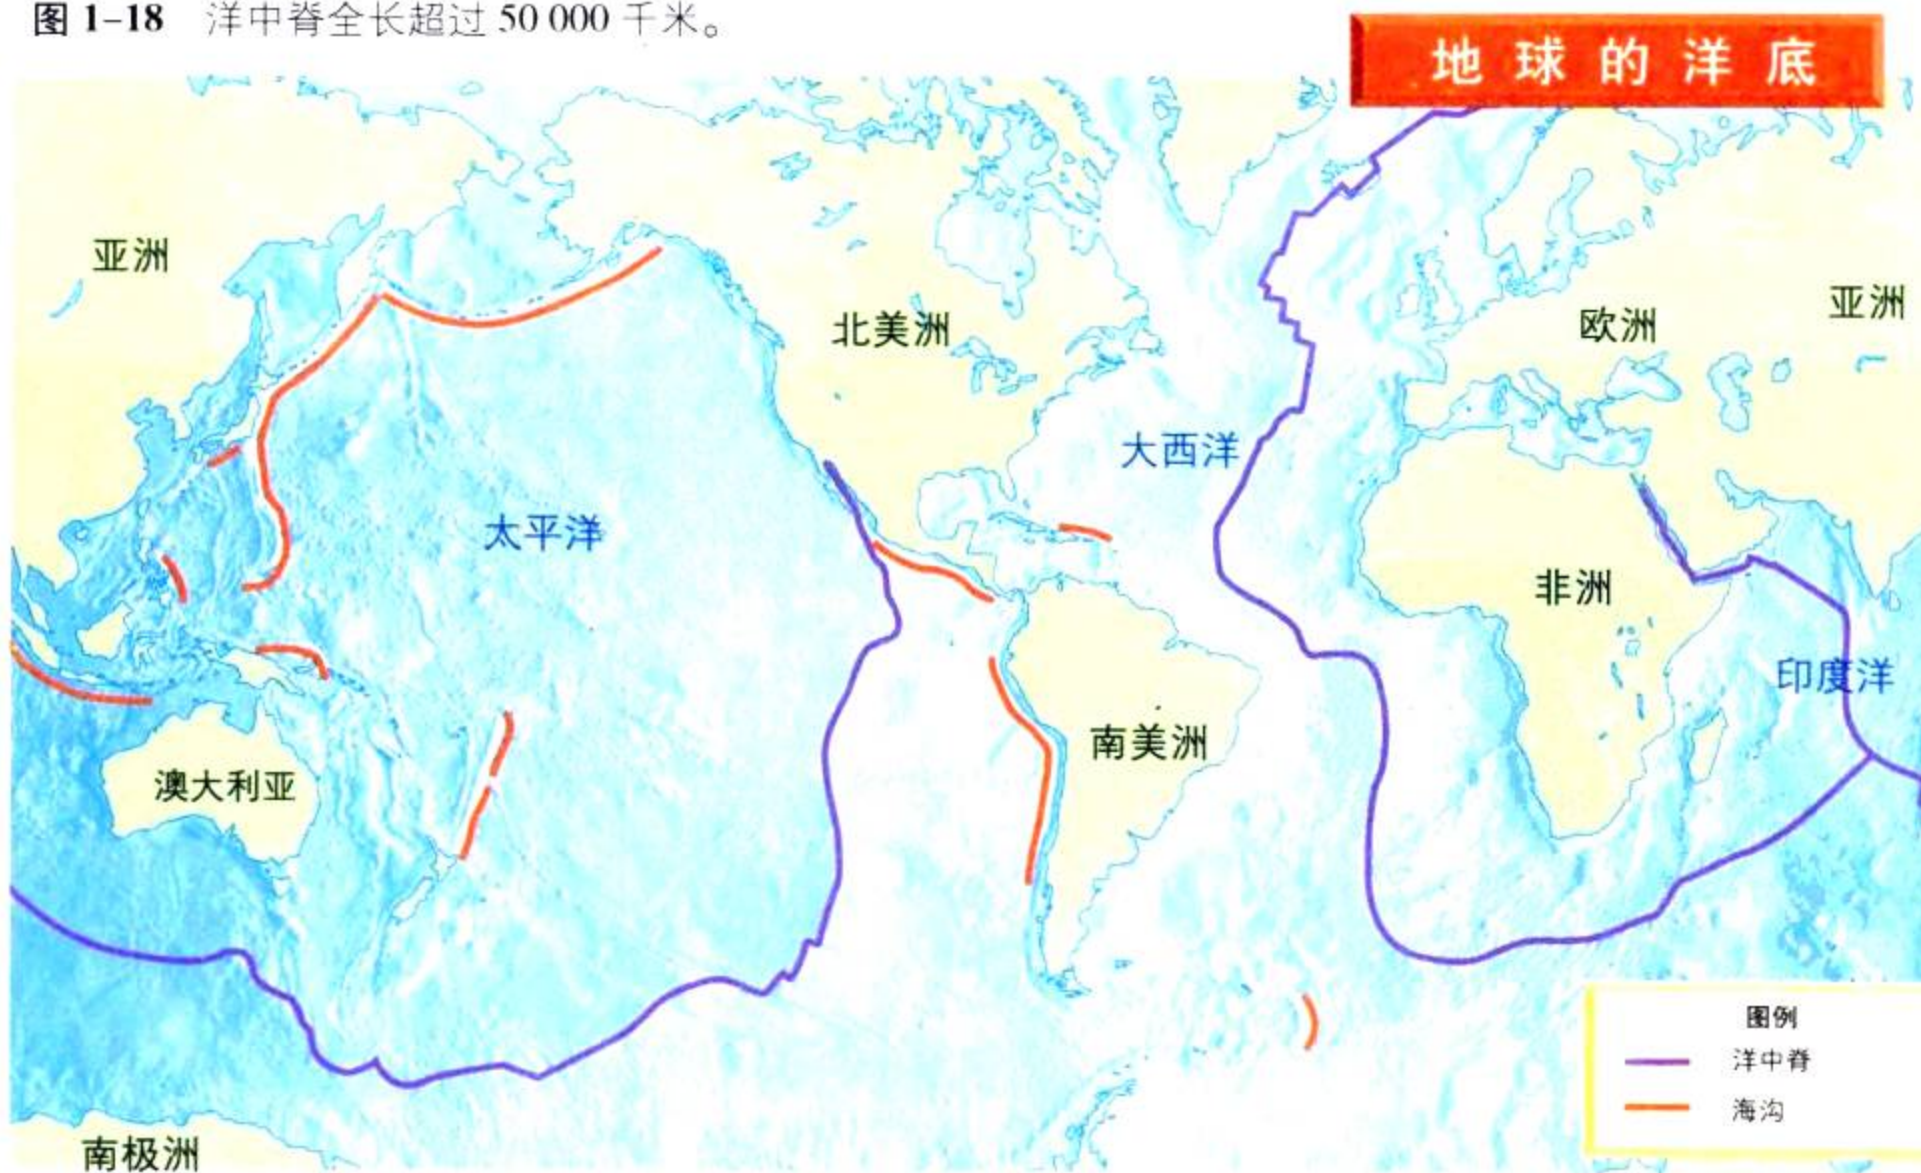 图 1-18 洋中脊全长超过 50 000 千米。
地球的洋底
亚洲
北美洲
欧洲
亚洲
大西洋
太平洋
非洲
印度洋
南美洲
澳大利亚
图例
洋中脊
海沟
南极洲